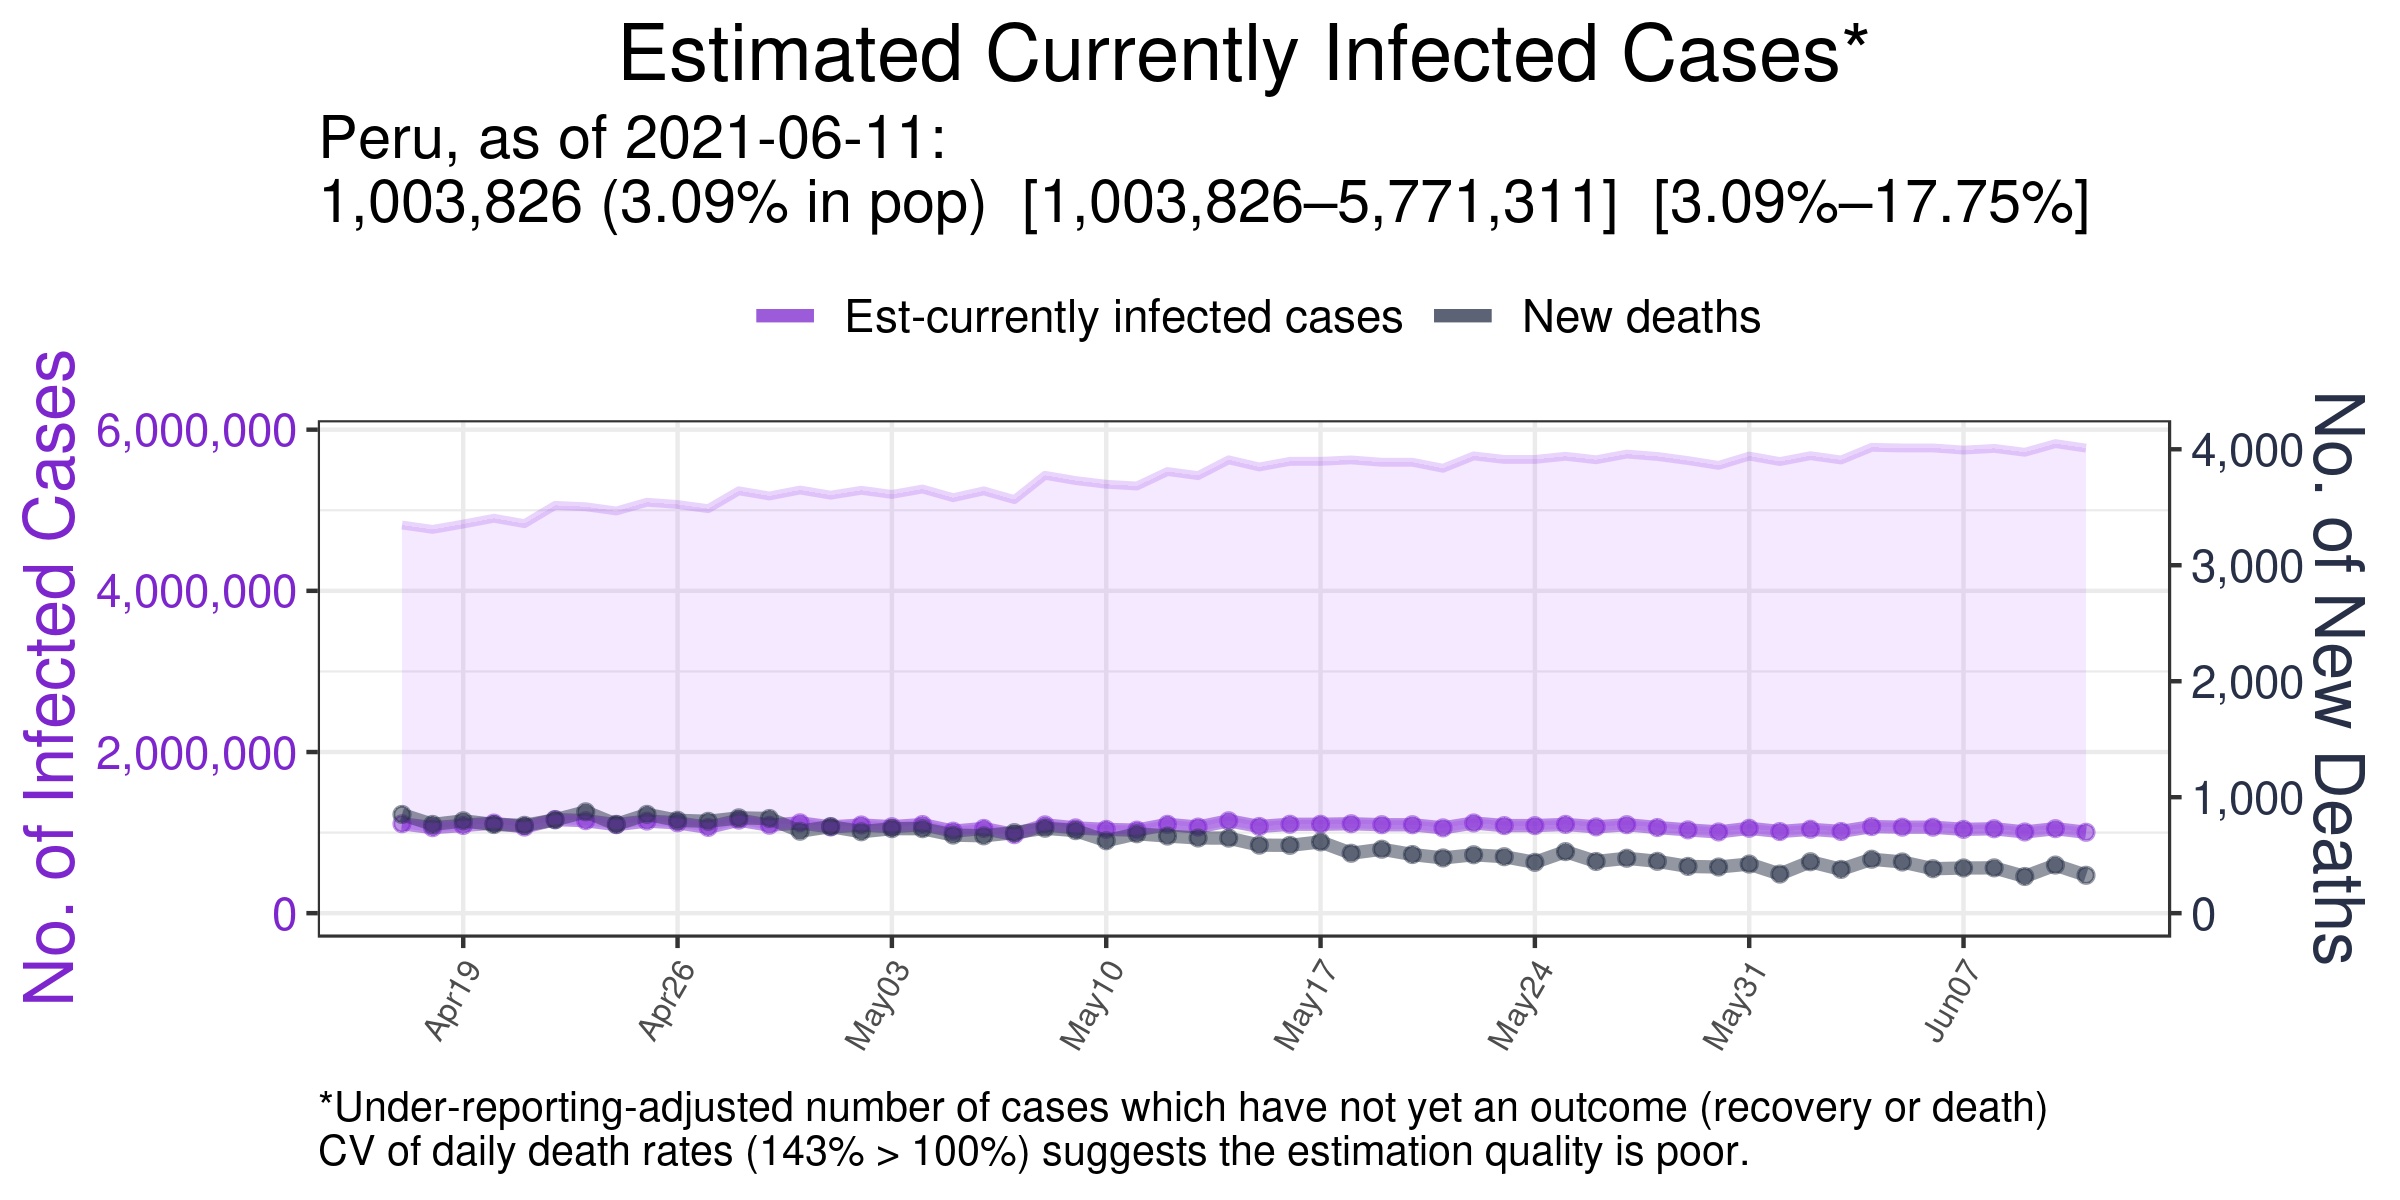 Estimated Currently Infected Cases*
Peru, as of 2021-06-11:
1,003,826 (3.09% in pop)  [1,003,826–5,771,311]  [3.09%–17.75%]
Est-currently infected cases
New deaths
No. of Infected Cases
6,000,000
4,000,000
2,000,000
0
4,000
3,000
2,000
1,000
0
No. of New Deaths
Apr19
Apr26
May03
May10
May17
May24
May31
Jun07
*Under-reporting-adjusted number of cases which have not yet an outcome (recovery or death)
CV of daily death rates (143% > 100%) suggests the estimation quality is poor.